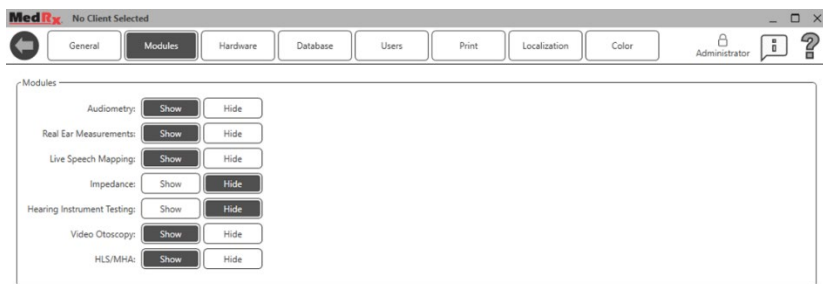 MedRx No Client Selected
General Modules Hardware Database Users Print Localization Color Administrator i ?
Modules
Audiometry: Show Hide
Real Ear Measurements: Show Hide
Live Speech Mapping: Show Hide
Impedance: Show Hide
Hearing Instrument Testing: Show Hide
Video Otoscopy: Show Hide
HLS/MHA: Show Hide